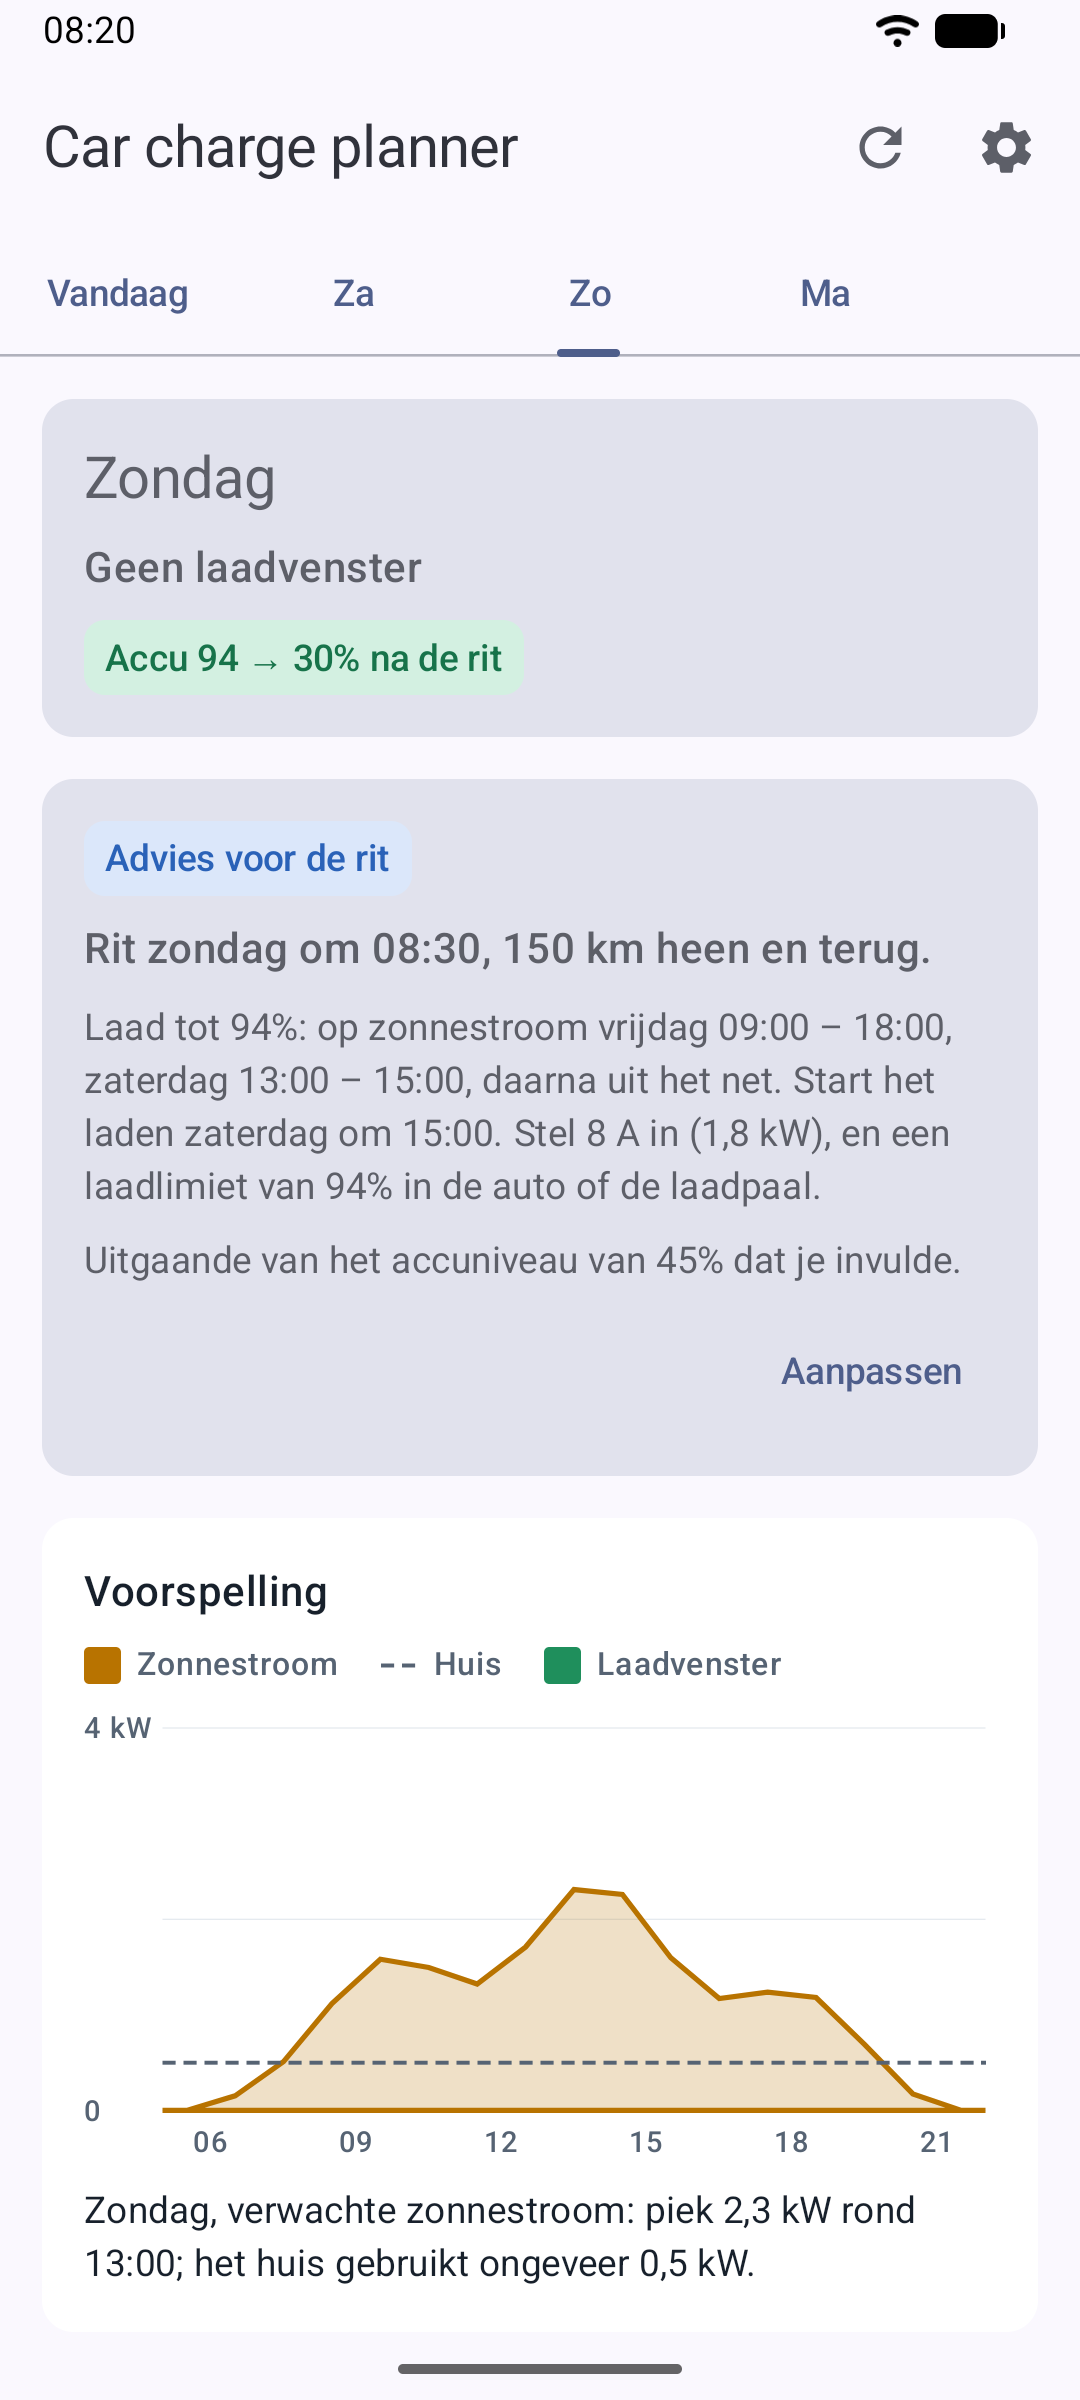 08:20
Car charge planner
Vandaag Za Zo Ma
Zondag
Geen laadvenster
Accu 94 → 30% na de rit
Advies voor de rit
Rit zondag om 08:30, 150 km heen en terug.
Laad tot 94%: op zonnestroom vrijdag 09:00 – 18:00,
zaterdag 13:00 – 15:00, daarna uit het net. Start het
laden zaterdag om 15:00. Stel 8 A in (1,8 kW), en een
laadlimiet van 94% in de auto of de laadpaal.
Uitgaande van het accuniveau van 45% dat je invulde.
Aanpassen
Voorspelling
Zonnestroom -- Huis Laadvenster
4 kW
0
06 09 12 15 18 21
Zondag, verwachte zonnestroom: piek 2,3 kW rond
13:00; het huis gebruikt ongeveer 0,5 kW.